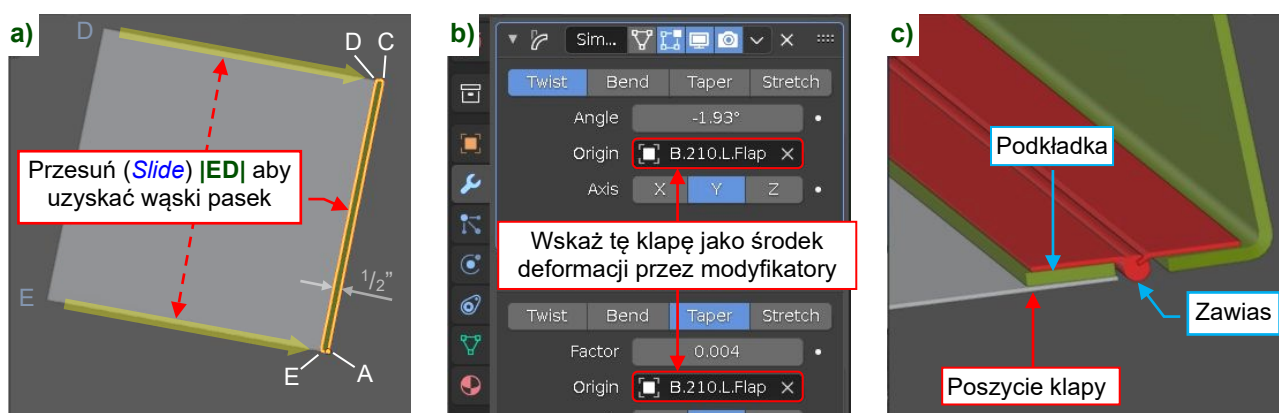 a)
D
D C
Przesuń (Slide) |ED| aby
uzyskać wąski pasek
1/2"
E
E A
b)
Sim...
Twist Bend Taper Stretch
Angle -1.93°
Origin B.210.L.Flap
Axis X Y Z
Wskaż tę klapę jako środek
deformacji przez modyfikatory
Twist Bend Taper Stretch
Factor 0.004
Origin B.210.L.Flap
c)
Podkładka
Zawias
Poszycie klapy